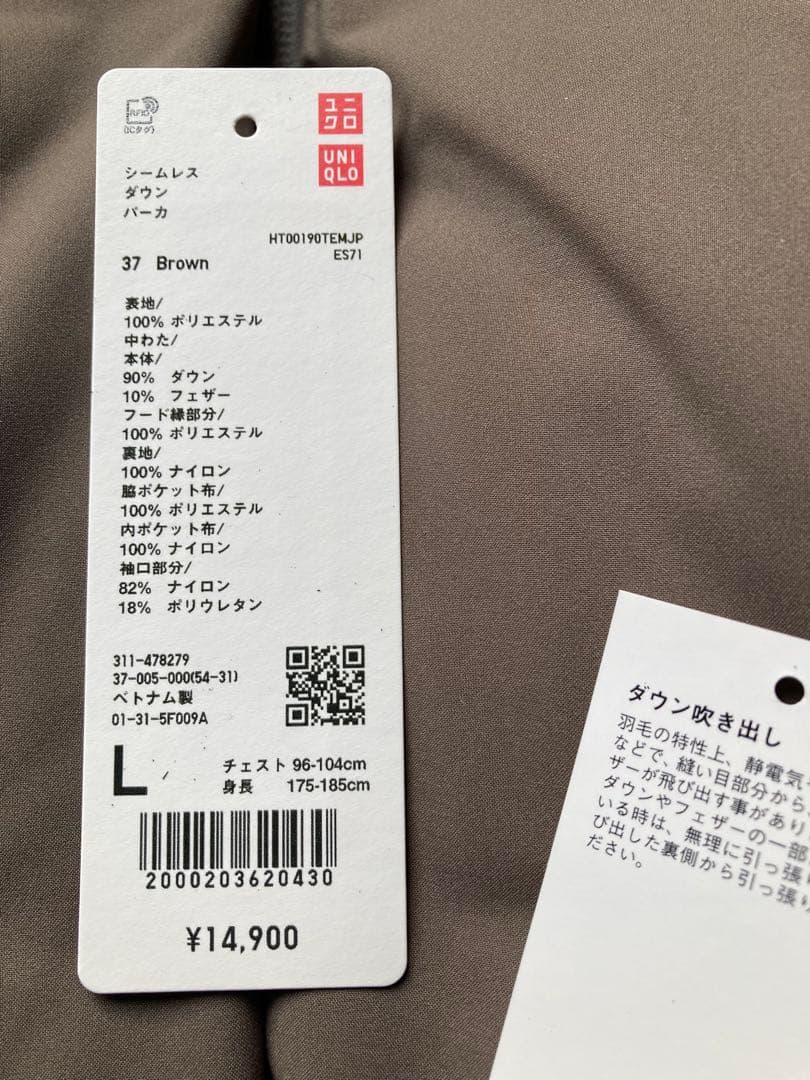 RFID
(ICタグ)
ユニ
クロ
UNI
QLO
シームレス
ダウン
パーカ
HT00190TEMJP
ES71
37 Brown
表地/
100% ポリエステル
中わた/
本体/
90% ダウン
10% フェザー
フード縁部分/
100% ポリエステル
裏地/
100% ナイロン
脇ポケット布/
100% ポリエステル
内ポケット布/
100% ナイロン
袖口部分/
82% ナイロン
18% ポリウレタン
311-478279
37-005-000(54-31)
ベトナム製
01-31-5F009A
L
チェスト 96-104cm
身長 175-185cm
2000203620430
¥14,900
ダウン吹き出し
羽毛の特性上、静電気
などで、縫い目部分から
ザーが飛び出す事があり
ダウンやフェザーの一部
いる時は、無理に引っ張
び出した裏側から引っ張り
ださい。